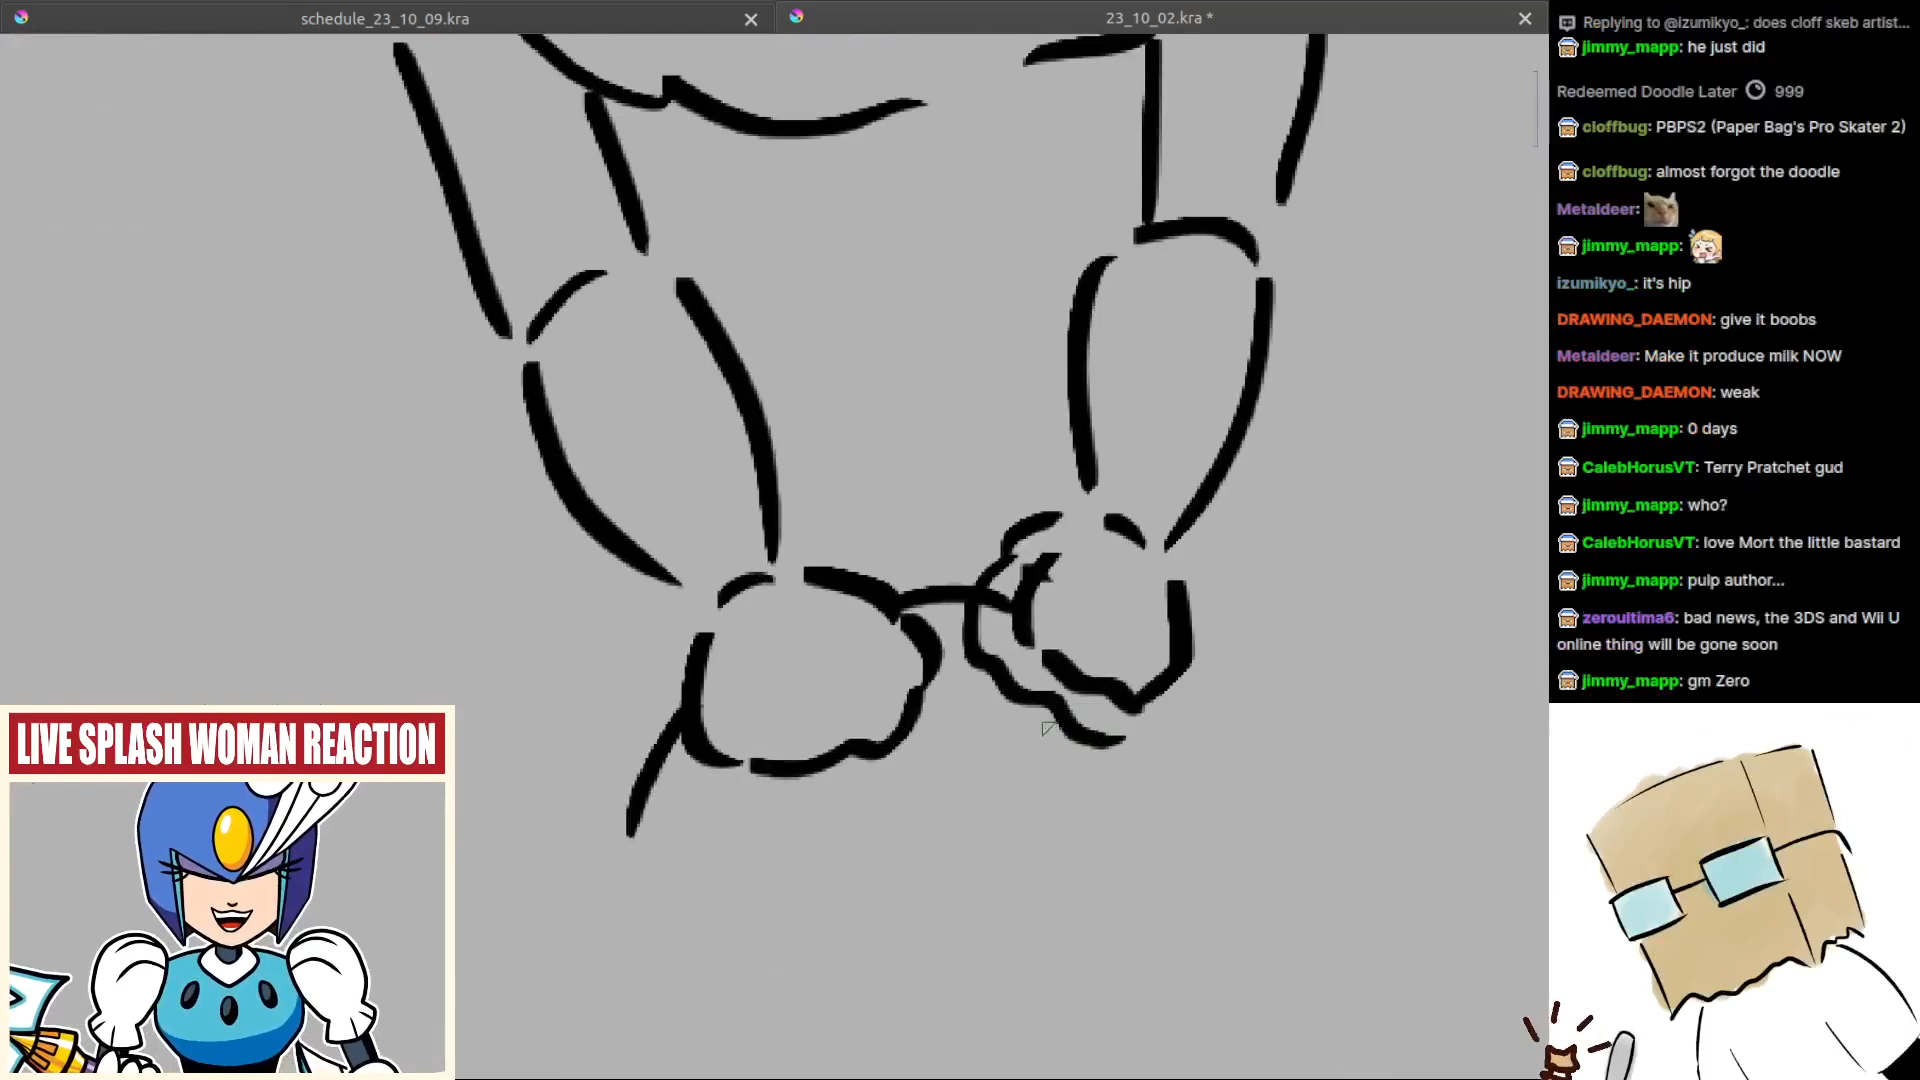 schedule_23_10_09.kra
23_10_02.kra *
Replying to @izumikyo_: does cloff skeb artist...
jimmy_mapp: he just did
Redeemed Doodle Later 999
cloffbug: PBPS2 (Paper Bag's Pro Skater 2)
cloffbug: almost forgot the doodle
Metaldeer:
jimmy_mapp:
izumikyo_: it's hip
DRAWING_DAEMON: give it boobs
Metaldeer: Make it produce milk NOW
DRAWING_DAEMON: weak
jimmy_mapp: 0 days
CalebHorusVT: Terry Pratchet gud
jimmy_mapp: who?
CalebHorusVT: love Mort the little bastard
jimmy_mapp: pulp author...
zeroultima6: bad news, the 3DS and Wii U
online thing will be gone soon
jimmy_mapp: gm Zero
LIVE SPLASH WOMAN REACTION